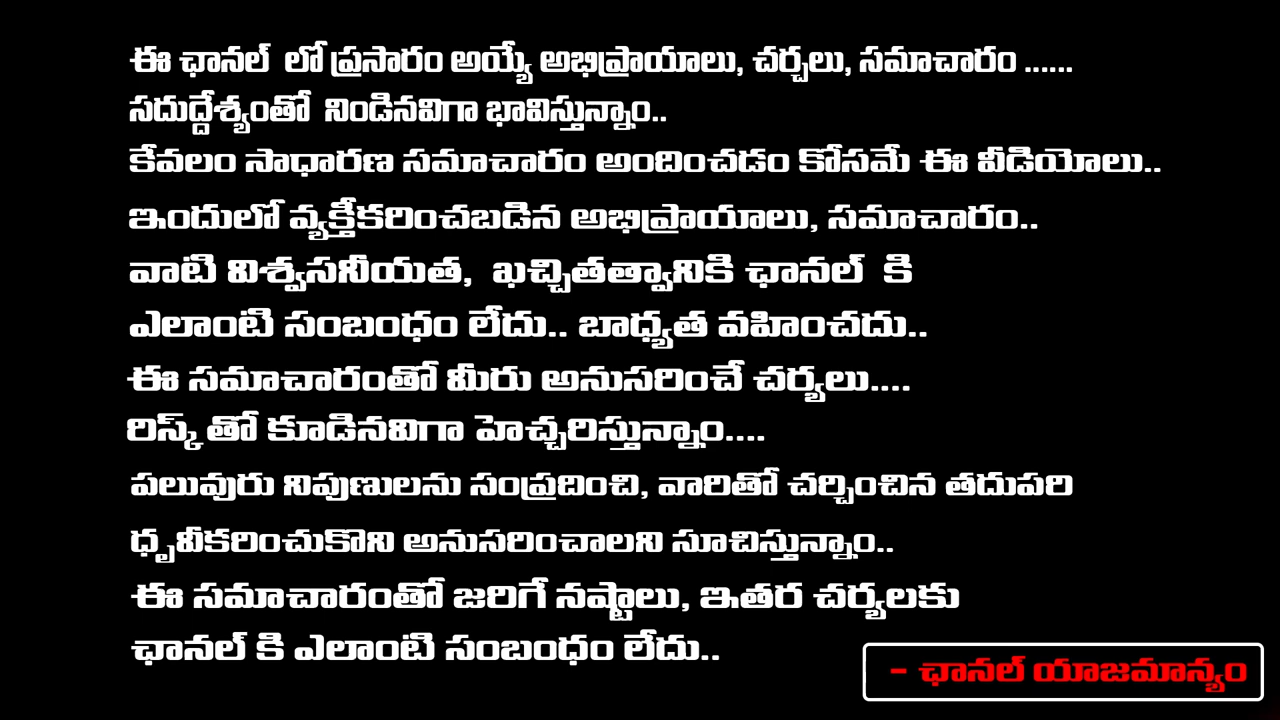 ఈ ఛానల్ లో ప్రసారం అయ్యే అభిప్రాయాలు, చర్చలు, సమాచారం ......
సదుద్దేశ్యంతో నిండినవిగా భావిస్తున్నాం..
కేవలం సాధారణ సమాచారం అందించడం కోసమే ఈ వీడియోలు..
ఇందులో వ్యక్తీకరించబడిన అభిప్రాయాలు, సమాచారం..
వాటి విశ్వసనీయత, ఖచ్చితత్వానికి ఛానల్ కి
ఎలాంటి సంబంధం లేదు.. బాధ్యత వహించదు..
ఈ సమాచారంతో మీరు అనుసరించే చర్యలు....
రిస్క్ తో కూడినవిగా హెచ్చరిస్తున్నాం....
పలువురు నిపుణులను సంప్రదించి, వారితో చర్చించిన తదుపరి
ధృవీకరించుకొని అనుసరించాలని సూచిస్తున్నాం..
ఈ సమాచారంతో జరిగే నష్టాలు, ఇతర చర్యలకు
ఛానల్ కి ఎలాంటి సంబంధం లేదు..
- ఛానల్ యాజమాన్యం